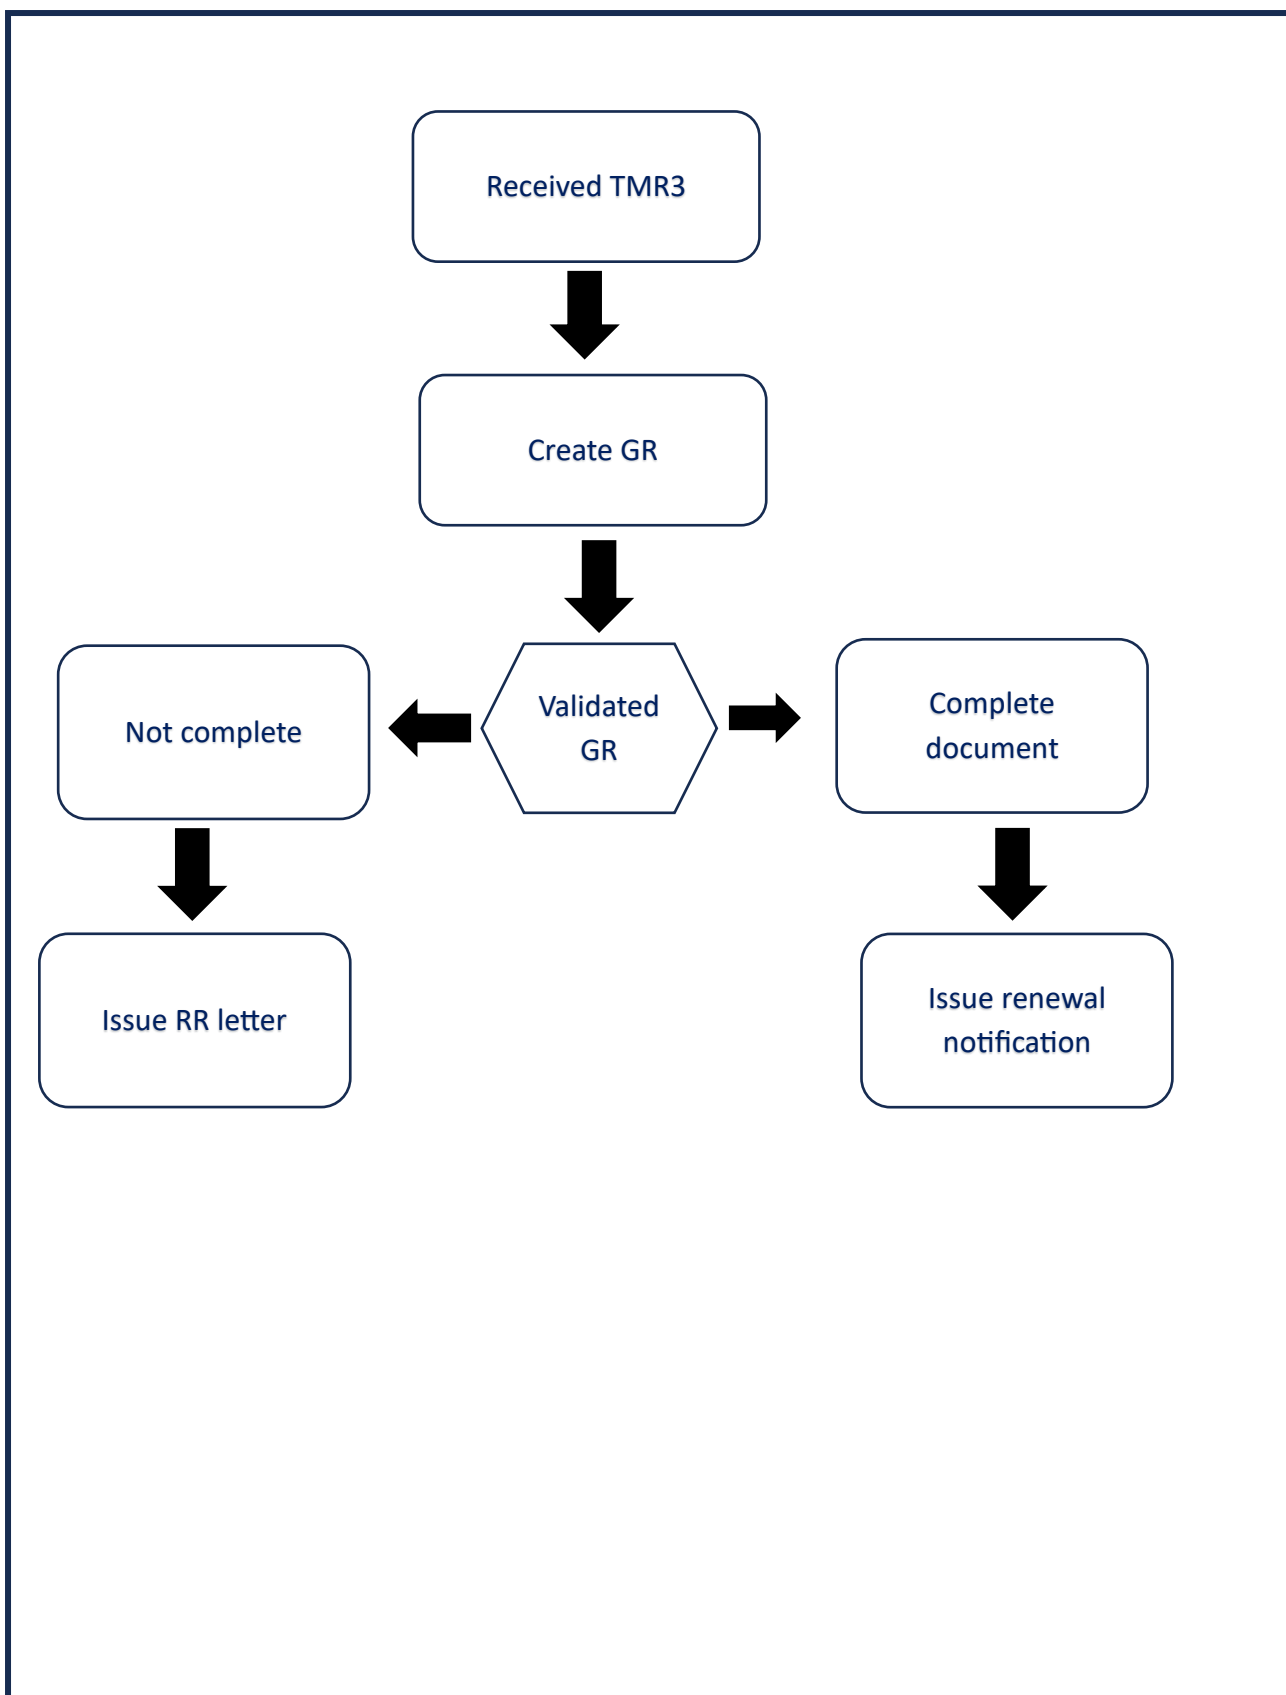 Received TMR3
Create GR
Validated
GR
Not complete
Complete
document
Issue RR letter
Issue renewal
notification